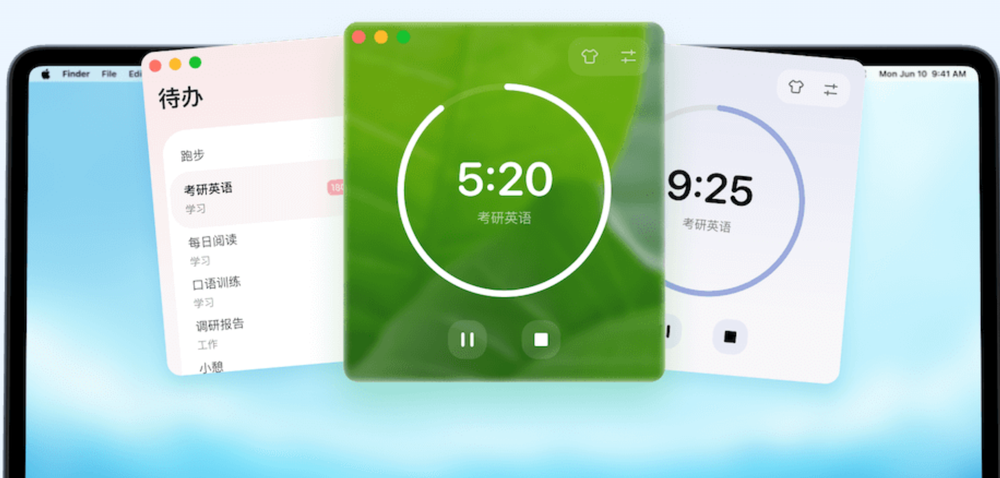 Finder File Edi
Mon Jun 10 9:41 AM
待办
跑步
考研英语
180
学习
每日阅读
学习
口语训练
学习
调研报告
工作
小憩
5:20
考研英语
9:25
考研英语